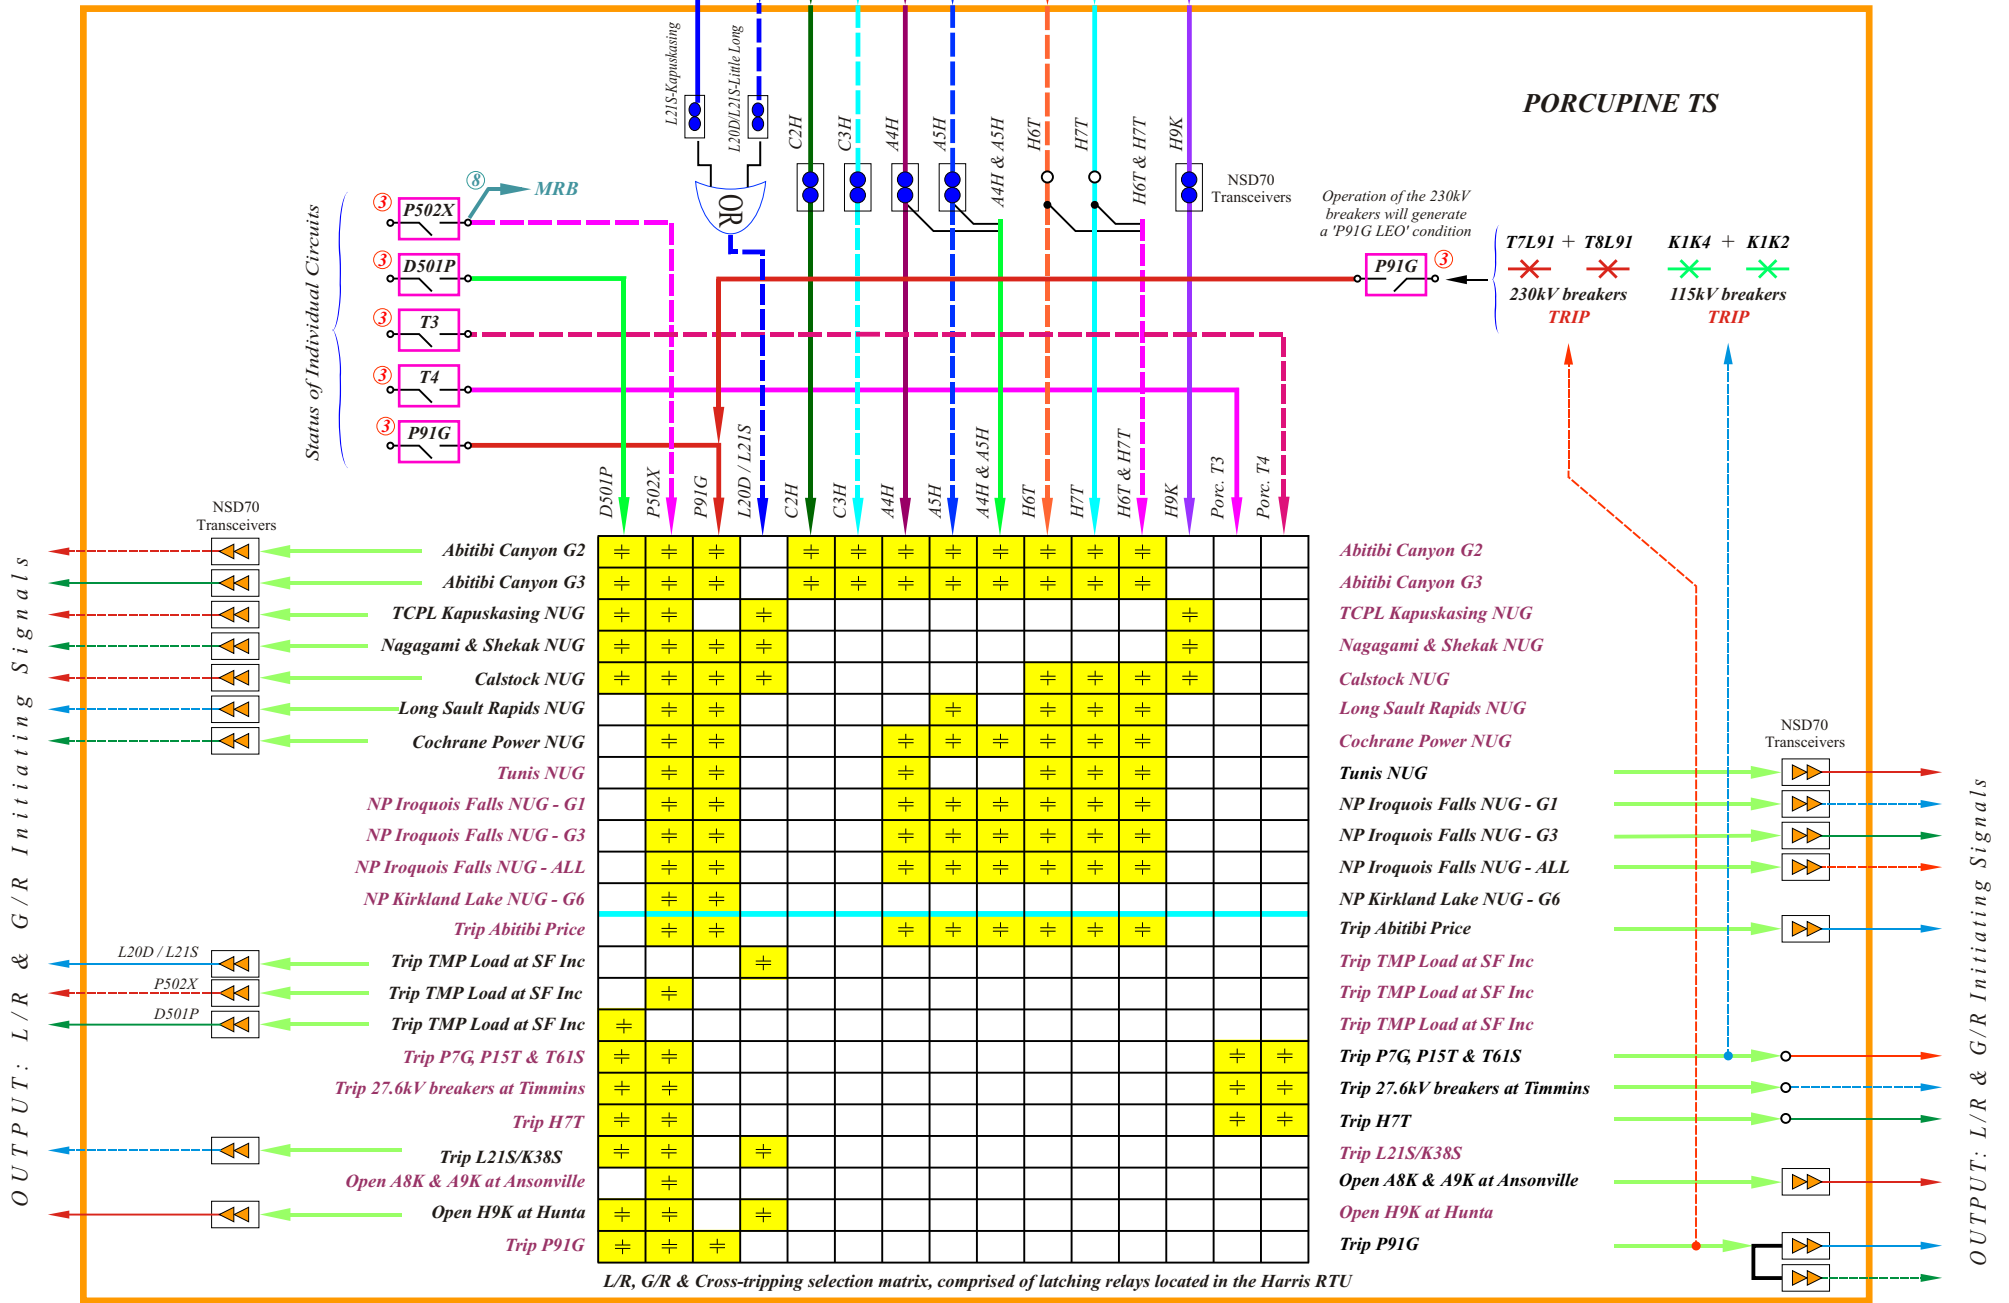 PORCUPINE TS
L21S-Kapuskasing
L20D/L21S-Little Long
C2H
C3H
A4H
A5H
A4H & A5H
H6T
H7T
H6T & H7T
H9K
NSD70
Transceivers
OR
8
MRB
Status of Individual Circuits
3
P502X
3
D501P
3
T3
3
T4
3
P91G
Operation of the 230kV
breakers will generate
a 'P91G LEO' condition
P91G
3
T7L91 + T8L91
230kV breakers
TRIP
K1K4 + K1K2
115kV breakers
TRIP
D501P
P502X
P91G
L20D / L21S
C2H
C3H
A4H
A5H
A4H & A5H
H6T
H7T
H6T & H7T
H9K
Porc. T3
Porc. T4
OUTPUT: L/R & G/R Initiating Signals
NSD70
Transceivers
Abitibi Canyon G2
Abitibi Canyon G3
TCPL Kapuskasing NUG
Nagagami & Shekak NUG
Calstock NUG
Long Sault Rapids NUG
Cochrane Power NUG
Tunis NUG
NP Iroquois Falls NUG - G1
NP Iroquois Falls NUG - G3
NP Iroquois Falls NUG - ALL
NP Kirkland Lake NUG - G6
Trip Abitibi Price
L20D / L21S
Trip TMP Load at SF Inc
P502X
Trip TMP Load at SF Inc
D501P
Trip TMP Load at SF Inc
Trip P7G, P15T & T61S
Trip 27.6kV breakers at Timmins
Trip H7T
Trip L21S/K38S
Open A8K & A9K at Ansonville
Open H9K at Hunta
Trip P91G
Abitibi Canyon G2
Abitibi Canyon G3
TCPL Kapuskasing NUG
Nagagami & Shekak NUG
Calstock NUG
Long Sault Rapids NUG
Cochrane Power NUG
Tunis NUG
NP Iroquois Falls NUG - G1
NP Iroquois Falls NUG - G3
NP Iroquois Falls NUG - ALL
NP Kirkland Lake NUG - G6
Trip Abitibi Price
Trip TMP Load at SF Inc
Trip TMP Load at SF Inc
Trip TMP Load at SF Inc
Trip P7G, P15T & T61S
Trip 27.6kV breakers at Timmins
Trip H7T
Trip L21S/K38S
Open A8K & A9K at Ansonville
Open H9K at Hunta
Trip P91G
NSD70
Transceivers
OUTPUT: L/R & G/R Initiating Signals
L/R, G/R & Cross-tripping selection matrix, comprised of latching relays located in the Harris RTU